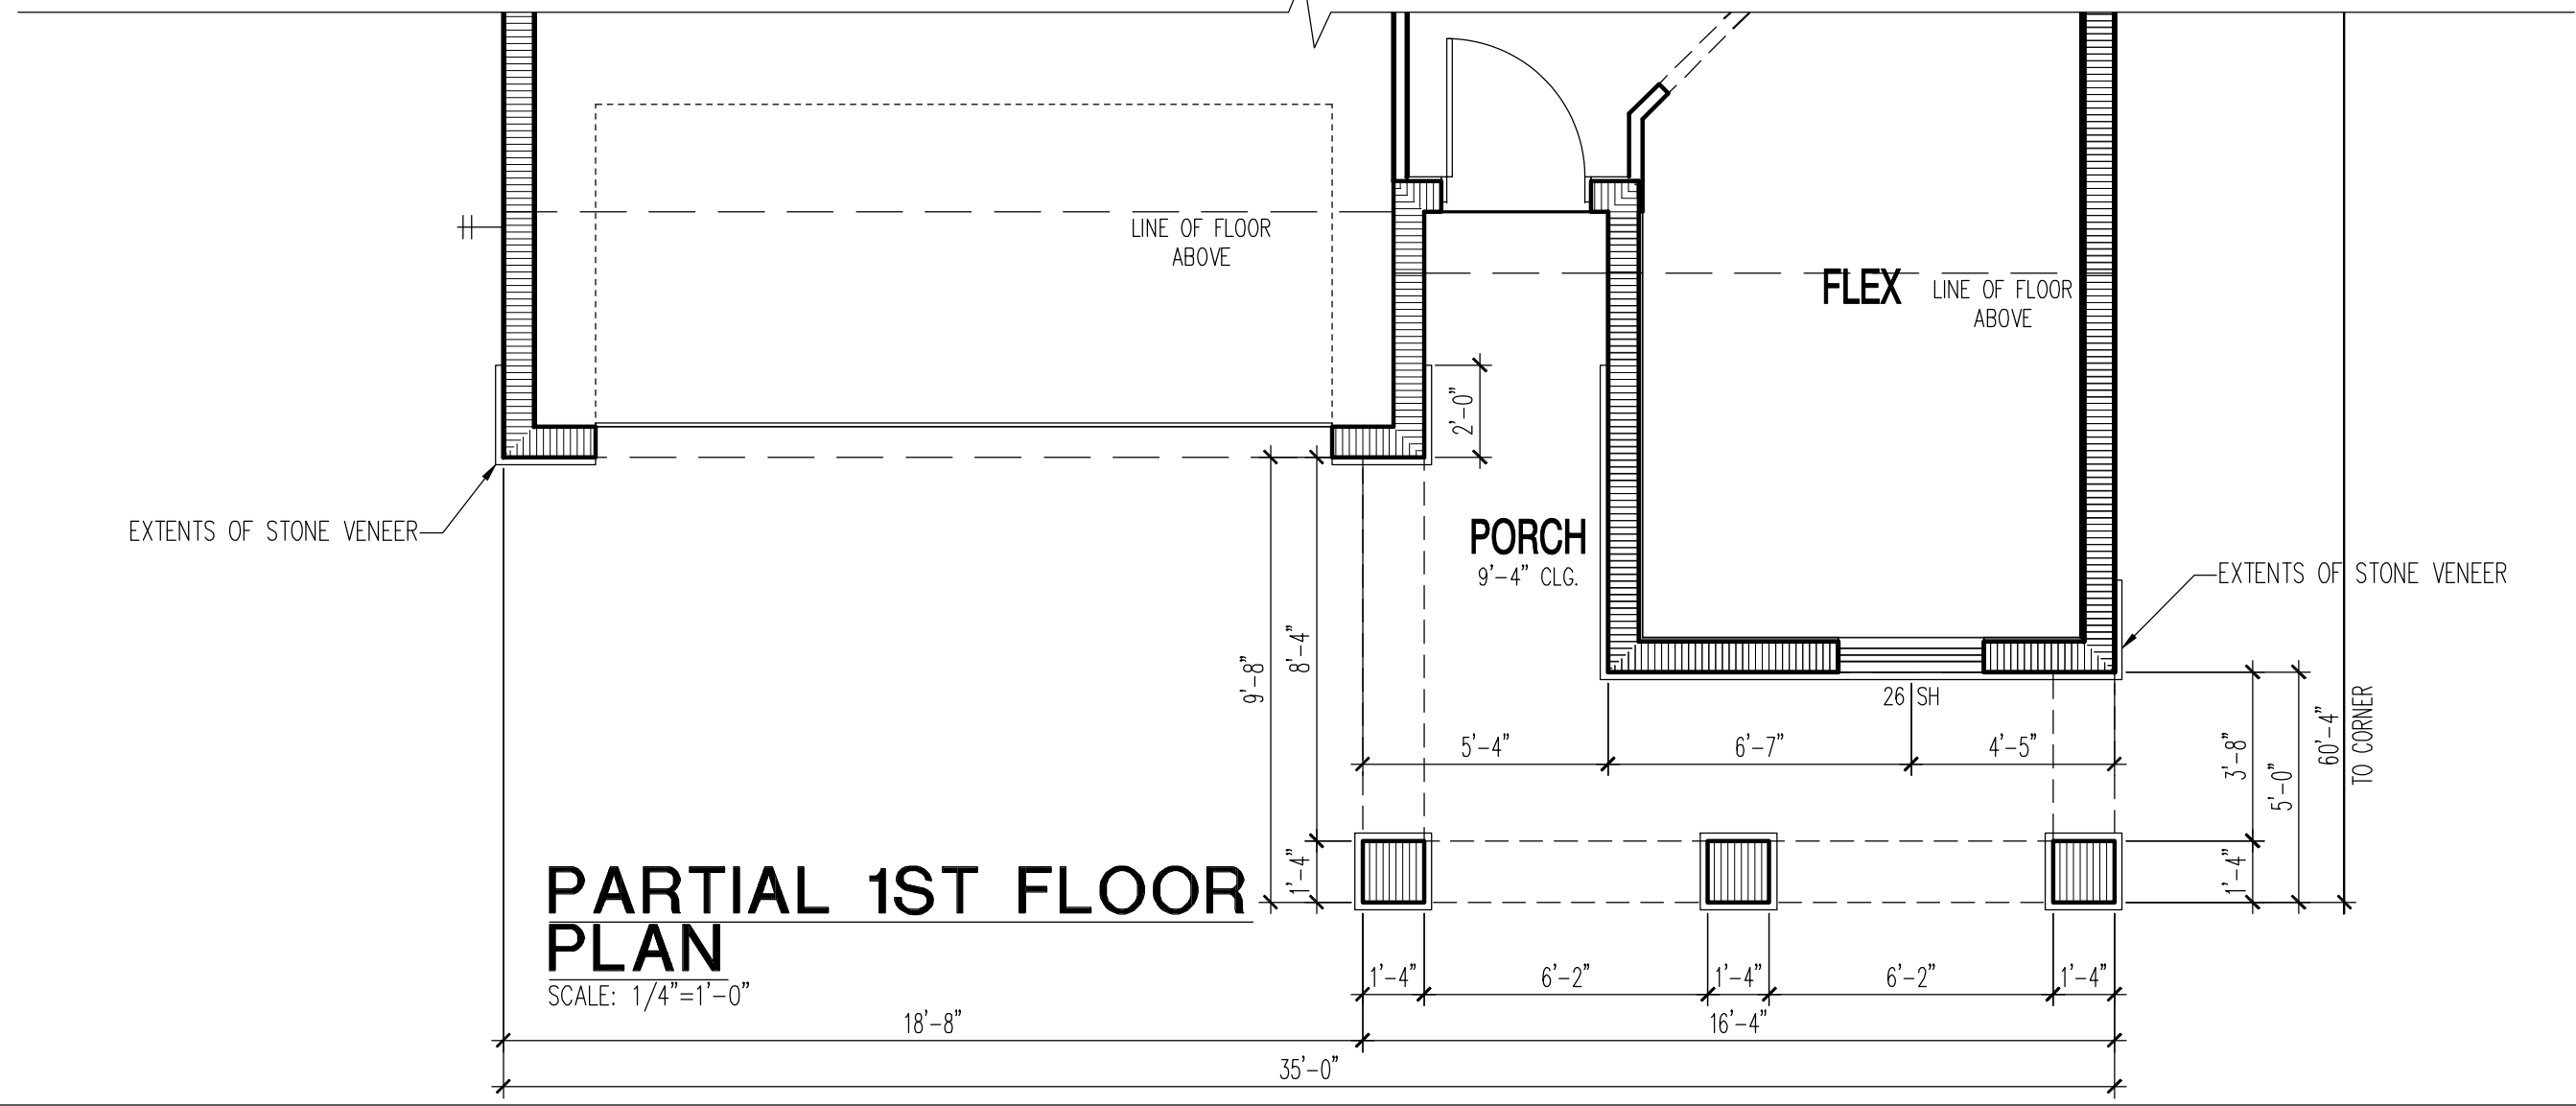 LINE OF FLOOR
ABOVE
FLEX
LINE OF FLOOR
ABOVE
2'-0"
EXTENTS OF STONE VENEER
PORCH
9'-4" CLG.
EXTENTS OF STONE VENEER
9'-8"
8'-4"
26 SH
5'-4"
6'-7"
4'-5"
3'-8"
5'-0"
60'-4"
TO CORNER
1'-4"
1'-4"
PARTIAL 1ST FLOOR
PLAN
SCALE: 1/4"=1'-0"
1'-4"
6'-2"
1'-4"
6'-2"
1'-4"
18'-8"
16'-4"
35'-0"